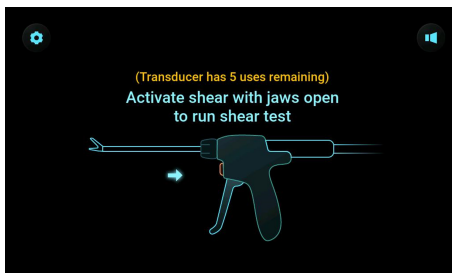 (Transducer has 5 uses remaining)
Activate shear with jaws open
to run shear test